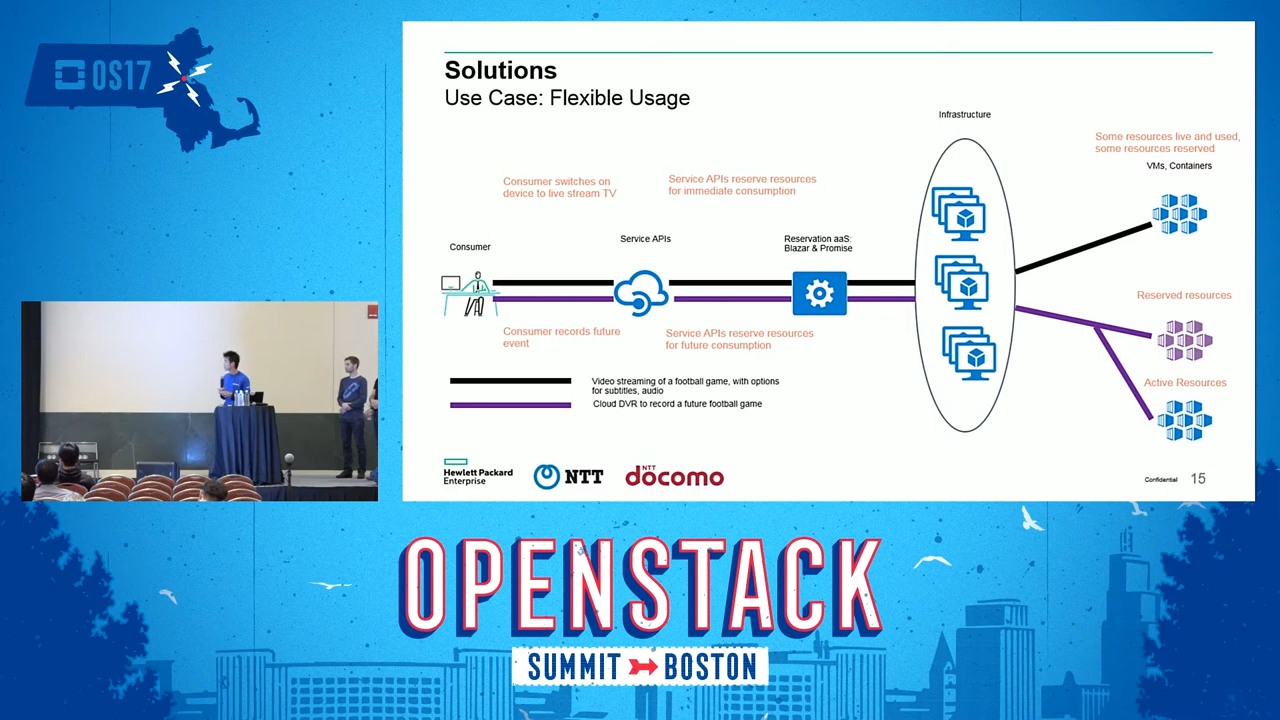 OS17
Solutions
Use Case: Flexible Usage
Infrastructure
Some resources live and used,
some resources reserved
VMs, Containers
Consumer switches on
device to live stream TV
Service APIs reserve resources
for immediate consumption
Consumer
Service APIs
Reservation aaS:
Blazar & Promise
Reserved resources
Consumer records future
event
Service APIs reserve resources
for future consumption
Active Resources
Video streaming of a football game, with options
for subtitles, audio
Cloud DVR to record a future football game
Hewlett Packard
Enterprise
NTT
NTT
docomo
Confidential
15
OPENSTACK
SUMMIT BOSTON